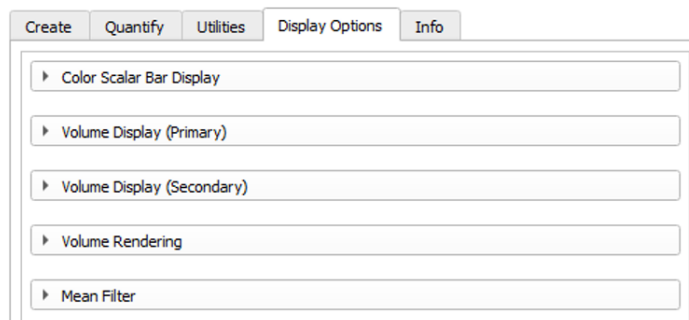 Create Quantify Utilities Display Options Info
Color Scalar Bar Display
Volume Display (Primary)
Volume Display (Secondary)
Volume Rendering
Mean Filter